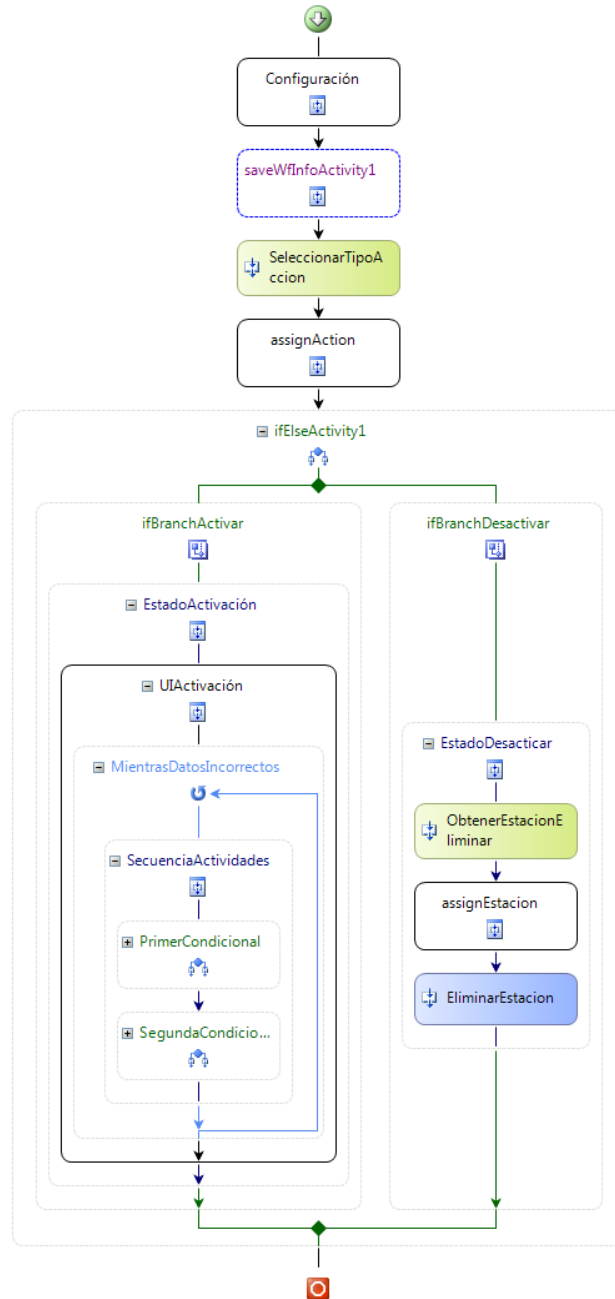 Configuración
saveWfInfoActivity1
SeleccionarTipoA
ccion
assignAction
ifElseActivity1
ifBranchActivar
EstadoActivación
UIActivación
MientrasDatosIncorrectos
SecuenciaActividades
PrimerCondicional
SegundaCondicio...
ifBranchDesactivar
EstadoDesacticar
ObtenerEstacionE
liminar
assignEstacion
EliminarEstacion